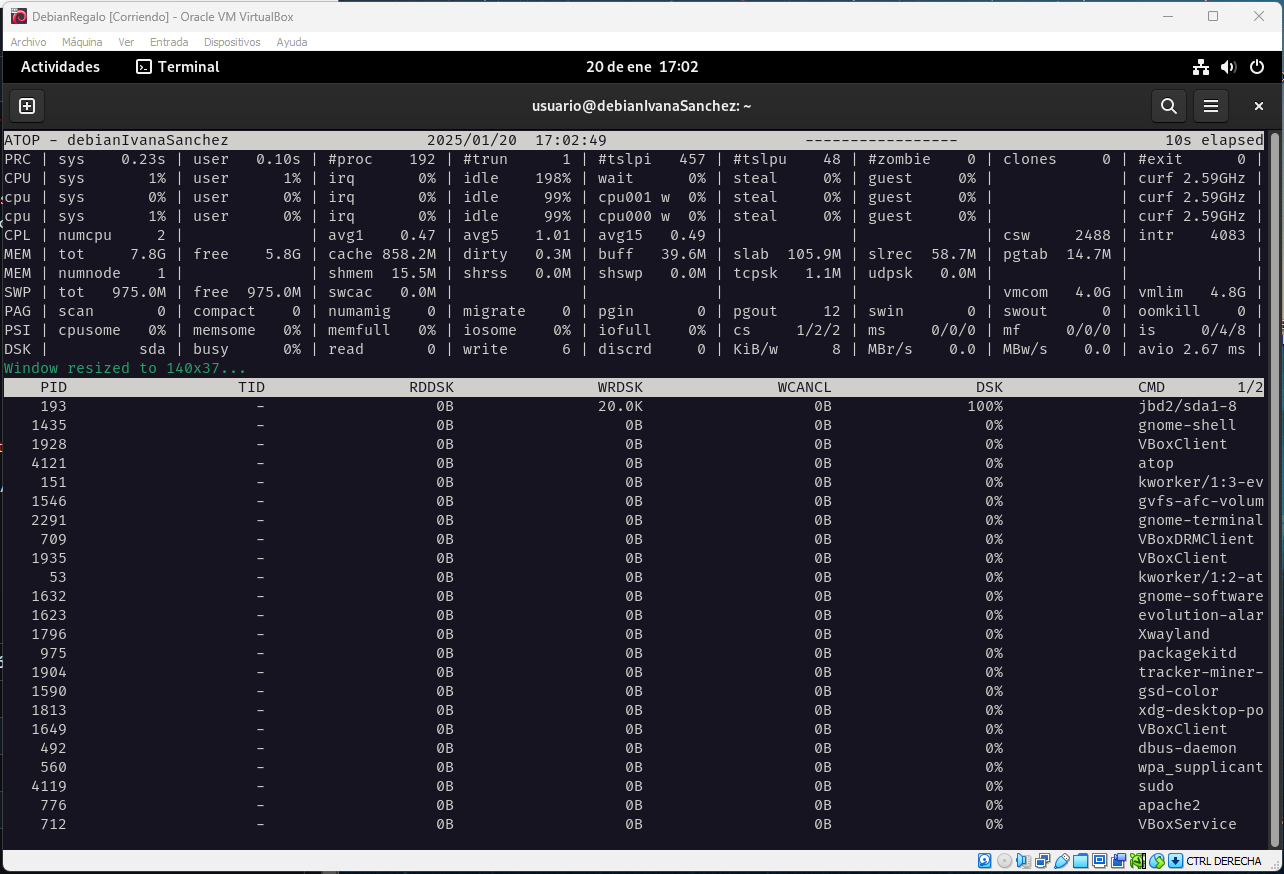 DebianRegalo [Corriendo] - Oracle VM VirtualBox
Archivo Máquina Ver Entrada Dispositivos Ayuda
Actividades Terminal 20 de ene 17:02
usuario@debianIvanaSanchez: ~
ATOP - debianIvanaSanchez 2025/01/20 17:02:49 ----------------- 10s elapsed
PRC | sys 0.23s | user 0.10s | #proc 192 | #trun 1 | #tslpi 457 | #tslpu 48 | #zombie 0 | clones 0 | #exit 0 |
CPU | sys 1% | user 1% | irq 0% | idle 198% | wait 0% | steal 0% | guest 0% | | curf 2.59GHz |
cpu | sys 0% | user 0% | irq 0% | idle 99% | cpu001 w 0% | steal 0% | guest 0% | | curf 2.59GHz |
cpu | sys 1% | user 0% | irq 0% | idle 99% | cpu000 w 0% | steal 0% | guest 0% | | curf 2.59GHz |
CPL | numcpu 2 | | avg1 0.47 | avg5 1.01 | avg15 0.49 | | | csw 2488 | intr 4083 |
MEM | tot 7.8G | free 5.8G | cache 858.2M | dirty 0.3M | buff 39.6M | slab 105.9M | slrec 58.7M | pgtab 14.7M | |
MEM | numnode 1 | | shmem 15.5M | shrss 0.0M | shswp 0.0M | tcpsk 1.1M | udpsk 0.0M | | |
SWP | tot 975.0M | free 975.0M | swcac 0.0M | | | | | vmcom 4.0G | vmlim 4.8G |
PAG | scan 0 | compact 0 | numamig 0 | migrate 0 | pgin 0 | pgout 12 | swin 0 | swout 0 | oomkill 0 |
PSI | cpusome 0% | memsome 0% | memfull 0% | iosome 0% | iofull 0% | cs 1/2/2 | ms 0/0/0 | mf 0/0/0 | is 0/4/8 |
DSK | sda | busy 0% | read 0 | write 6 | discrd 0 | KiB/w 8 | MBr/s 0.0 | MBw/s 0.0 | avio 2.67 ms |
Window resized to 140x37...
PID TID RDDSK WRDSK WCANCL DSK CMD 1/2
193 - 0B 20.0K 0B 100% jbd2/sda1-8
1435 - 0B 0B 0B 0% gnome-shell
1928 - 0B 0B 0B 0% VBoxClient
4121 - 0B 0B 0B 0% atop
151 - 0B 0B 0B 0% kworker/1:3-ev
1546 - 0B 0B 0B 0% gvfs-afc-volum
2291 - 0B 0B 0B 0% gnome-terminal
709 - 0B 0B 0B 0% VBoxDRMClient
1935 - 0B 0B 0B 0% VBoxClient
53 - 0B 0B 0B 0% kworker/1:2-at
1632 - 0B 0B 0B 0% gnome-software
1623 - 0B 0B 0B 0% evolution-alar
1796 - 0B 0B 0B 0% Xwayland
975 - 0B 0B 0B 0% packagekitd
1904 - 0B 0B 0B 0% tracker-miner-
1590 - 0B 0B 0B 0% gsd-color
1813 - 0B 0B 0B 0% xdg-desktop-po
1649 - 0B 0B 0B 0% VBoxClient
492 - 0B 0B 0B 0% dbus-daemon
560 - 0B 0B 0B 0% wpa_supplicant
4119 - 0B 0B 0B 0% sudo
776 - 0B 0B 0B 0% apache2
712 - 0B 0B 0B 0% VBoxService
CTRL DERECHA